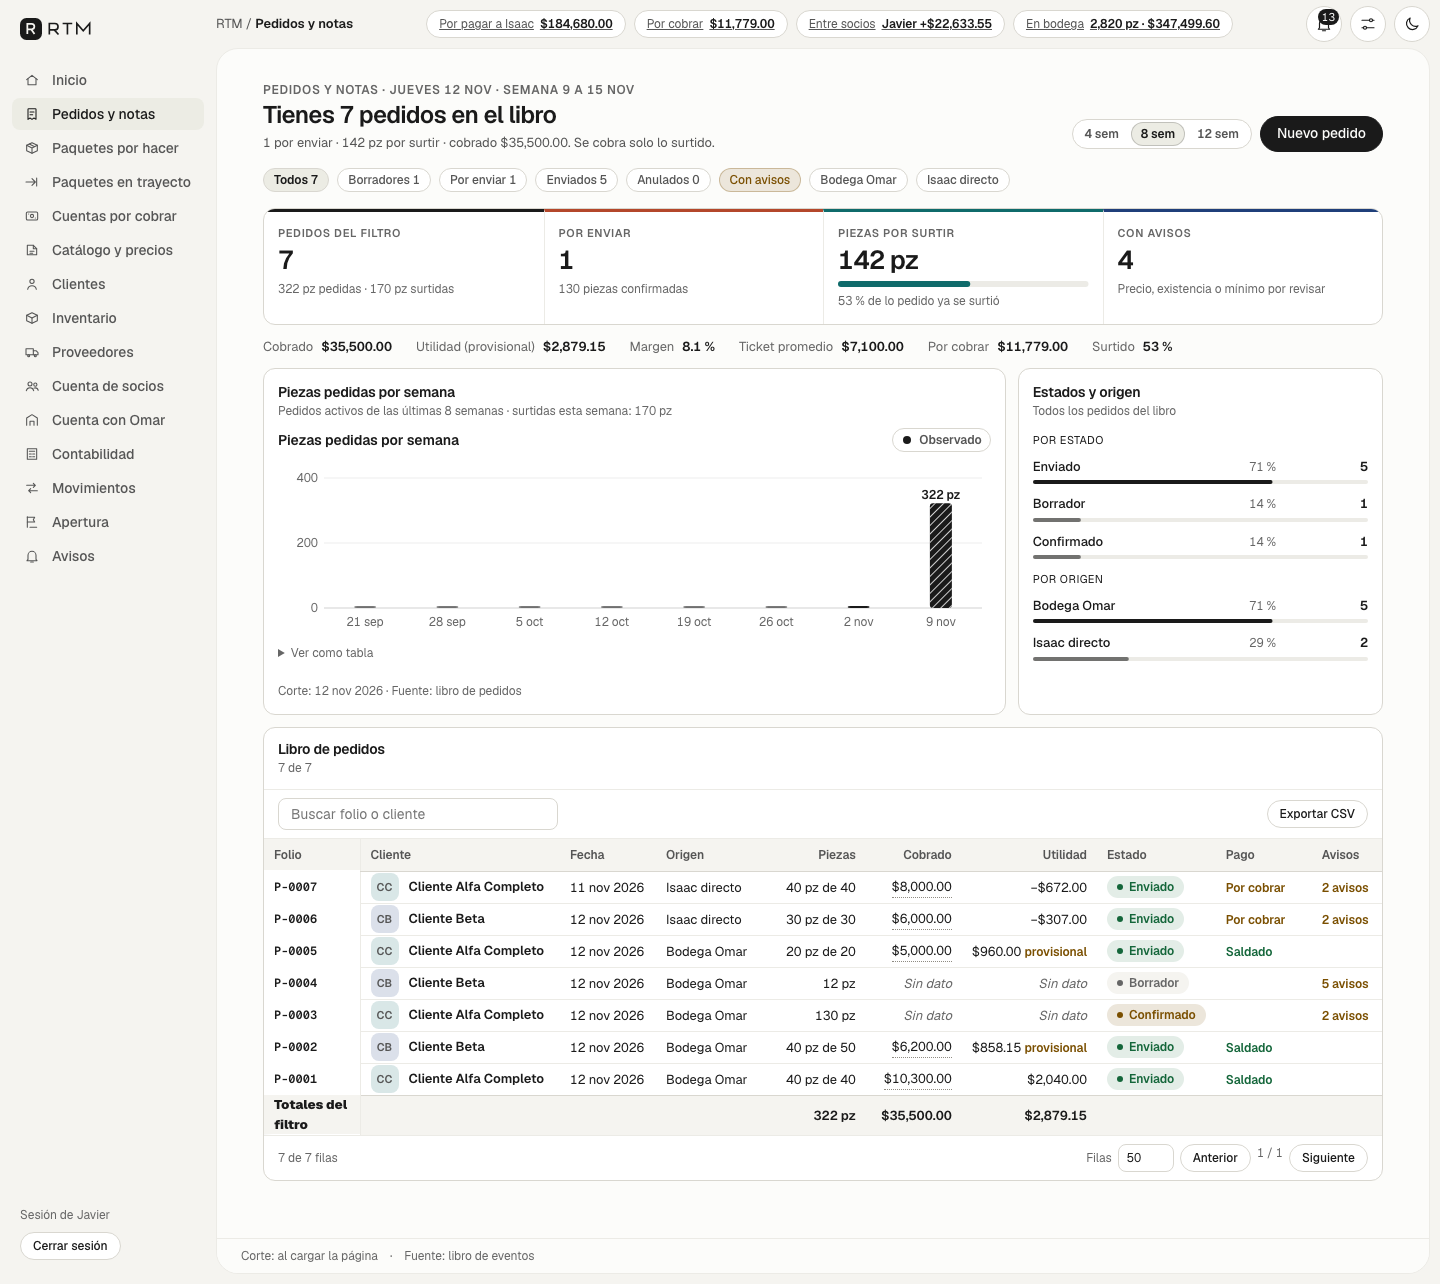 R RTM
RTM / Pedidos y notas
Por pagar a Isaac $184,680.00
Por cobrar $11,779.00
Entre socios Javier +$22,633.55
En bodega 2,820 pz · $347,499.60
13
Inicio
Pedidos y notas
Paquetes por hacer
Paquetes en trayecto
Cuentas por cobrar
Catálogo y precios
Clientes
Inventario
Proveedores
Cuenta de socios
Cuenta con Omar
Contabilidad
Movimientos
Apertura
Avisos
Sesión de Javier
Cerrar sesión
PEDIDOS Y NOTAS · JUEVES 12 NOV · SEMANA 9 A 15 NOV
Tienes 7 pedidos en el libro
1 por enviar · 142 pz por surtir · cobrado $35,500.00. Se cobra solo lo surtido.
4 sem 8 sem 12 sem
Nuevo pedido
Todos 7 Borradores 1 Por enviar 1 Enviados 5 Anulados 0 Con avisos Bodega Omar Isaac directo
PEDIDOS DEL FILTRO
7
322 pz pedidas · 170 pz surtidas
POR ENVIAR
1
130 piezas confirmadas
PIEZAS POR SURTIR
142 pz
53 % de lo pedido ya se surtió
CON AVISOS
4
Precio, existencia o mínimo por revisar
Cobrado $35,500.00 Utilidad (provisional) $2,879.15 Margen 8.1 % Ticket promedio $7,100.00 Por cobrar $11,779.00 Surtido 53 %
Piezas pedidas por semana
Pedidos activos de las últimas 8 semanas · surtidas esta semana: 170 pz
Piezas pedidas por semana
Observado
400
322 pz
200
0
21 sep 28 sep 5 oct 12 oct 19 oct 26 oct 2 nov 9 nov
Ver como tabla
Corte: 12 nov 2026 · Fuente: libro de pedidos
Estados y origen
Todos los pedidos del libro
POR ESTADO
Enviado 71 % 5
Borrador 14 % 1
Confirmado 14 % 1
POR ORIGEN
Bodega Omar 71 % 5
Isaac directo 29 % 2
Libro de pedidos
7 de 7
Buscar folio o cliente
Exportar CSV
Folio Cliente Fecha Origen Piezas Cobrado Utilidad Estado Pago Avisos
P-0007 CC Cliente Alfa Completo 11 nov 2026 Isaac directo 40 pz de 40 $8,000.00 −$672.00 Enviado Por cobrar 2 avisos
P-0006 CB Cliente Beta 12 nov 2026 Isaac directo 30 pz de 30 $6,000.00 −$307.00 Enviado Por cobrar 2 avisos
P-0005 CC Cliente Alfa Completo 12 nov 2026 Bodega Omar 20 pz de 20 $5,000.00 $960.00 provisional Enviado Saldado
P-0004 CB Cliente Beta 12 nov 2026 Bodega Omar 12 pz Sin dato Sin dato Borrador 5 avisos
P-0003 CC Cliente Alfa Completo 12 nov 2026 Bodega Omar 130 pz Sin dato Sin dato Confirmado 2 avisos
P-0002 CB Cliente Beta 12 nov 2026 Bodega Omar 40 pz de 50 $6,200.00 $858.15 provisional Enviado Saldado
P-0001 CC Cliente Alfa Completo 12 nov 2026 Bodega Omar 40 pz de 40 $10,300.00 $2,040.00 Enviado Saldado
Totales del
filtro
322 pz $35,500.00 $2,879.15
7 de 7 filas
Filas 50 Anterior 1 / 1 Siguiente
Corte: al cargar la página · Fuente: libro de eventos